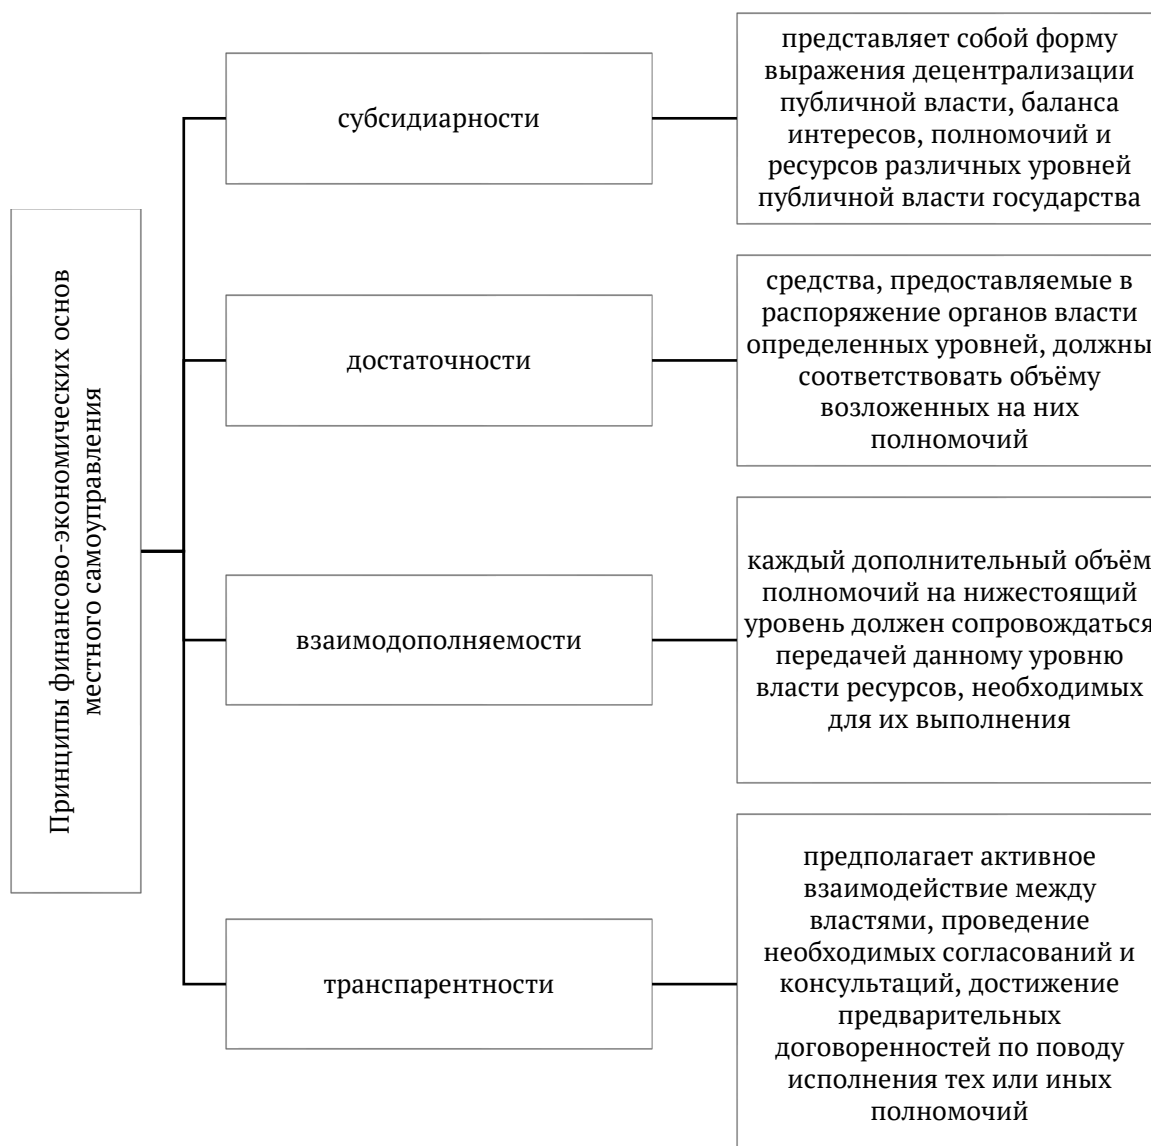 Принципы финансово-экономических основ
местного самоуправления
субсидиарности
представляет собой форму
выражения децентрализации
публичной власти, баланса
интересов, полномочий и
ресурсов различных уровней
публичной власти государства
достаточности
средства, предоставляемые в
распоряжение органов власти
определенных уровней, должны
соответствовать объёму
возложенных на них
полномочий
взаимодополняемости
каждый дополнительный объём
полномочий на нижестоящий
уровень должен сопровождаться
передачей данному уровню
власти ресурсов, необходимых
для их выполнения
транспарентности
предполагает активное
взаимодействие между
властями, проведение
необходимых согласований и
консультаций, достижение
предварительных
договоренностей по поводу
исполнения тех или иных
полномочий